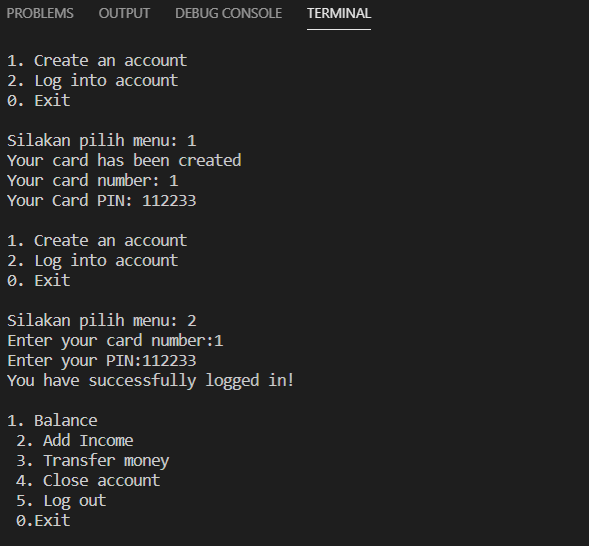 PROBLEMS OUTPUT DEBUG CONSOLE TERMINAL
1. Create an account
2. Log into account
0. Exit
Silakan pilih menu: 1
Your card has been created
Your card number: 1
Your Card PIN: 112233
1. Create an account
2. Log into account
0. Exit
Silakan pilih menu: 2
Enter your card number:1
Enter your PIN:112233
You have successfully logged in!
1. Balance
2. Add Income
3. Transfer money
4. Close account
5. Log out
0.Exit